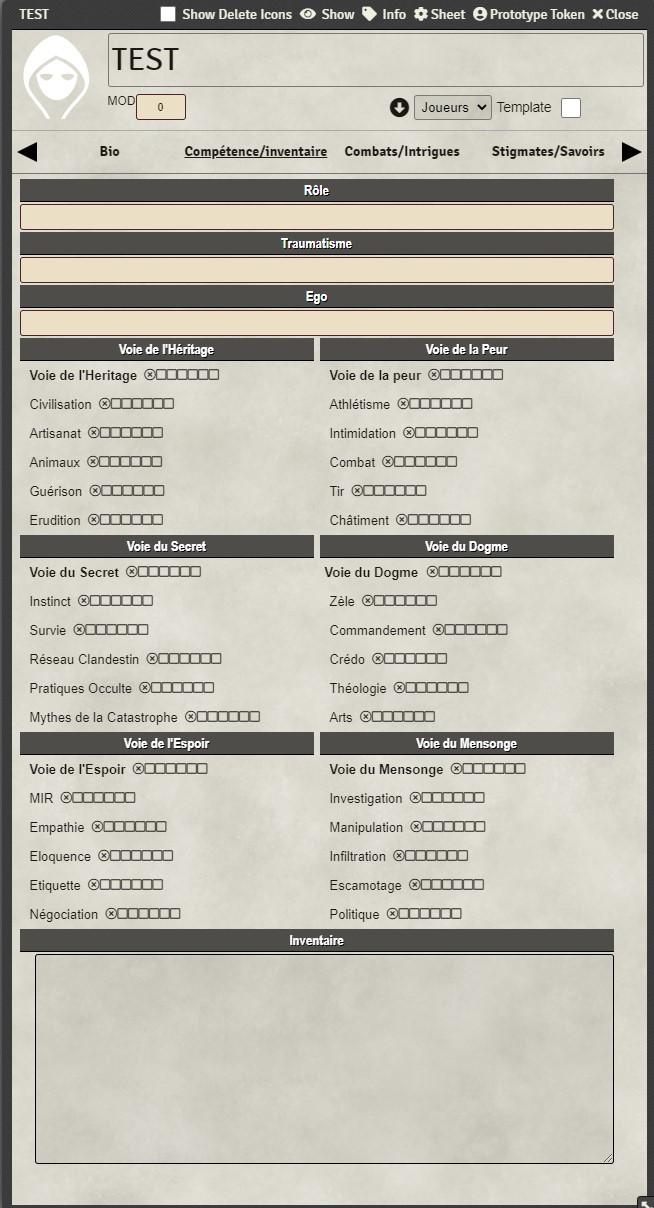 TEST Show Delete Icons Show Info Sheet Prototype Token Close
TEST
MOD 0 Joueurs Template
Bio Compétence/inventaire Combats/Intrigues Stigmates/Savoirs
Rôle
Traumatisme
Ego
Voie de l'Héritage Voie de la Peur
Voie de l'Heritage Voie de la peur
Civilisation Athlétisme
Artisanat Intimidation
Animaux Combat
Guérison Tir
Erudition Châtiment
Voie du Secret Voie du Dogme
Voie du Secret Voie du Dogme
Instinct Zèle
Survie Commandement
Réseau Clandestin Crédo
Pratiques Occulte Théologie
Mythes de la Catastrophe Arts
Voie de l'Espoir Voie du Mensonge
Voie de l'Espoir Voie du Mensonge
MIR Investigation
Empathie Manipulation
Eloquence Infiltration
Etiquette Escamotage
Négociation Politique
Inventaire